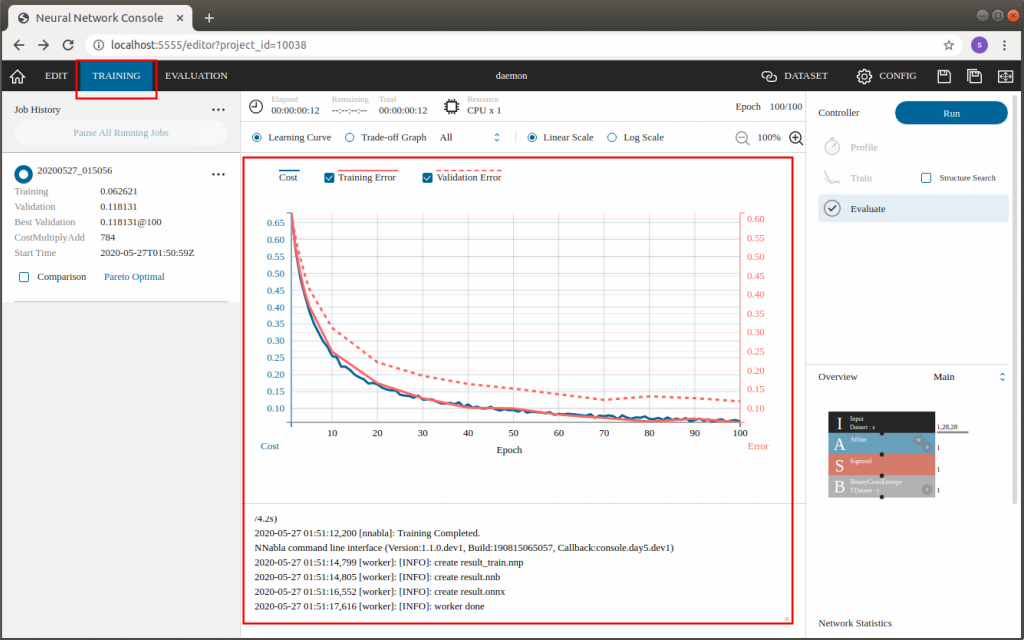 Neural Network Console
localhost:5555/editor?project_id=10038
S
EDIT TRAINING EVALUATION daemon DATASET CONFIG
Job History
Pause All Running Jobs
20200527_015056
Training 0.062621
Validation 0.118131
Best Validation 0.118131@100
CostMultiplyAdd 784
Start Time 2020-05-27T01:50:59Z
Comparison Pareto Optimal
Elapsed Remaining Total Resource
00:00:00:12 --:--:--:-- 00:00:00:12 CPU x 1
Epoch 100/100
Learning Curve Trade-off Graph All Linear Scale Log Scale 100%
Cost Training Error Validation Error
0.65
0.60
0.55
0.50
0.45
0.40
0.35
0.30
0.25
0.20
0.15
0.10
0.60
0.55
0.50
0.45
0.40
0.35
0.30
0.25
0.20
0.15
0.10
10 20 30 40 50 60 70 80 90 100
Cost Epoch Error
/4.2s)
2020-05-27 01:51:12,200 [nnabla]: Training Completed.
NNabla command line interface (Version:1.1.0.dev1, Build:190815065057, Callback:console.day5.dev1)
2020-05-27 01:51:14,799 [worker]: [INFO]: create result_train.nnp
2020-05-27 01:51:14,805 [worker]: [INFO]: create result.nnb
2020-05-27 01:51:16,552 [worker]: [INFO]: create result.onnx
2020-05-27 01:51:17,616 [worker]: [INFO]: worker done
Controller Run
Profile
Train Structure Search
Evaluate
Overview Main
I Input
Dataset : x 1,28,28
A Affine 1
S Sigmoid 1
B BinaryCrossEntropy
T.Dataset : y 1
Network Statistics